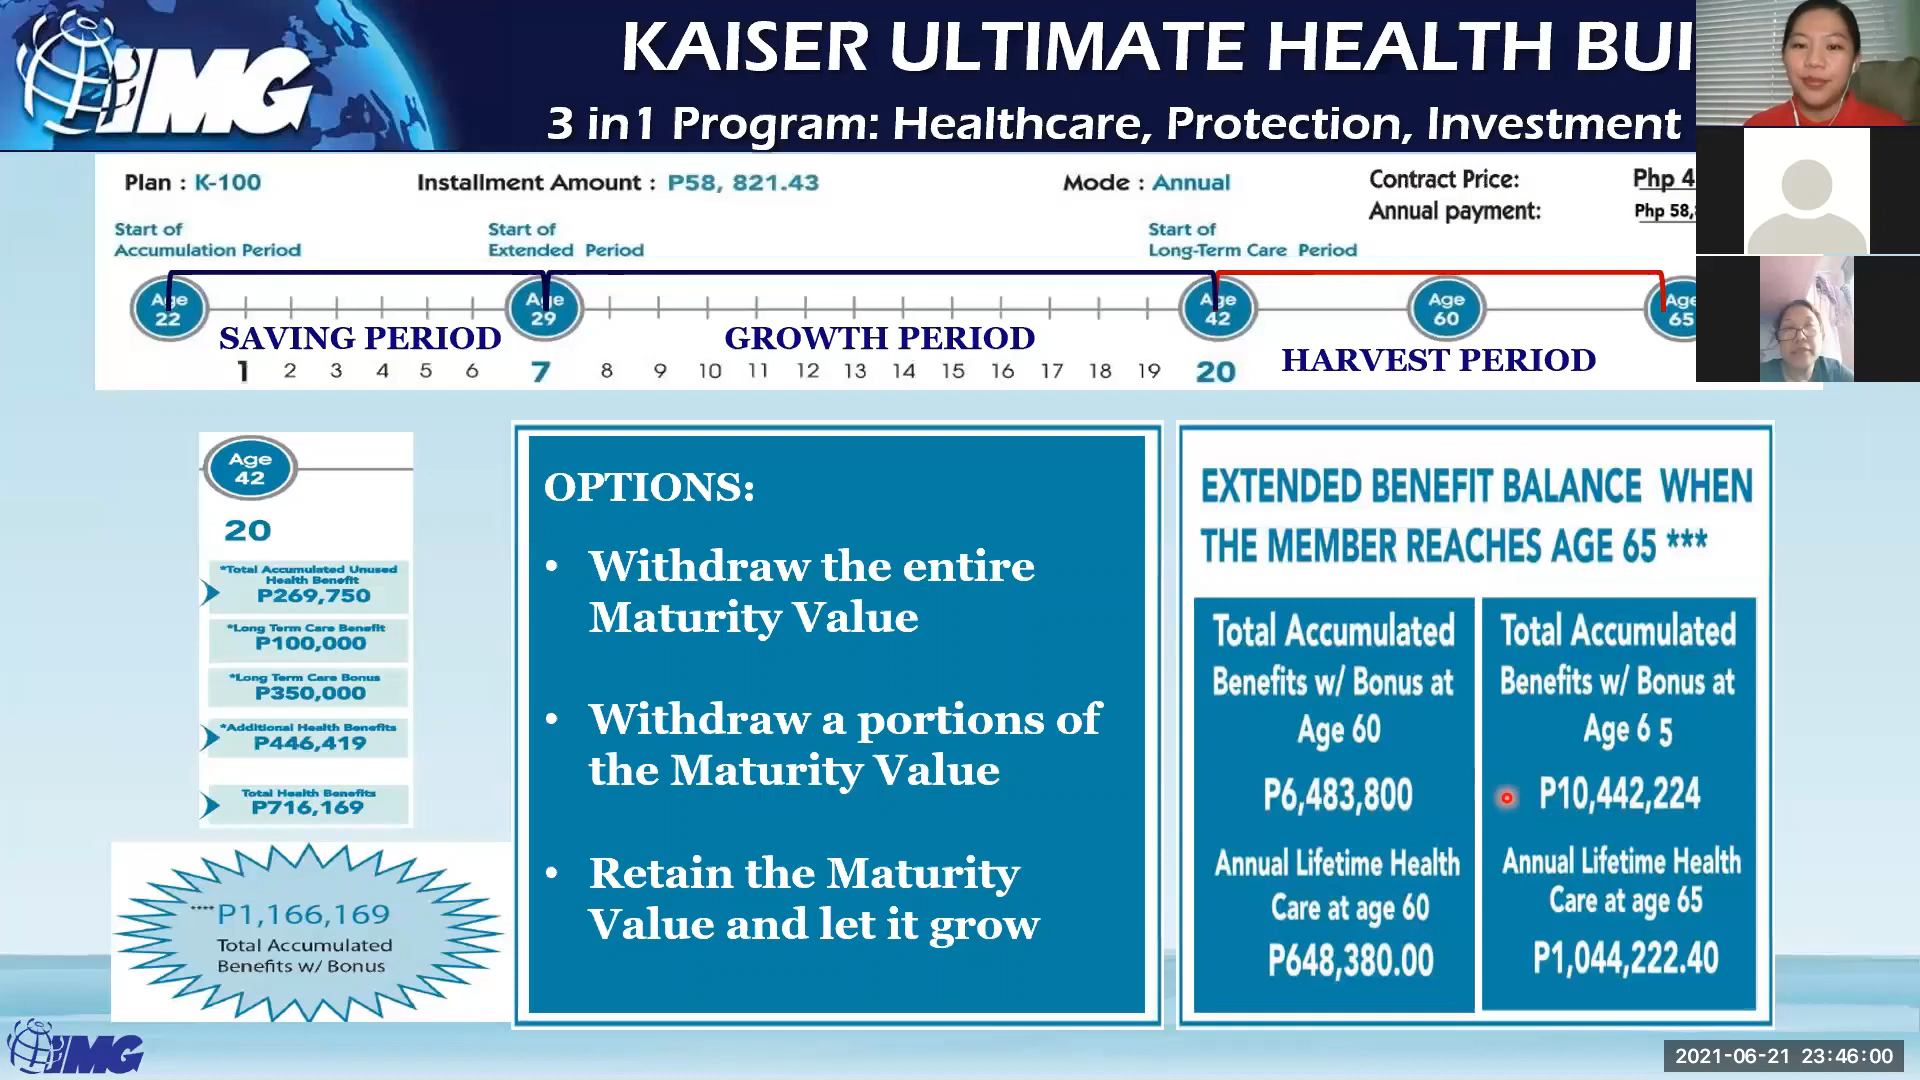 IMG
KAISER ULTIMATE HEALTH BUI
3 in1 Program: Healthcare, Protection, Investment
Plan : K-100
Installment Amount : P58, 821.43
Mode : Annual
Contract Price: Php 4
Annual payment: Php 58,
Start of
Accumulation Period
Start of
Extended Period
Start of
Long-Term Care Period
Age
22
Age
29
Age
42
Age
60
Age
65
SAVING PERIOD
GROWTH PERIOD
HARVEST PERIOD
1 2 3 4 5 6 7 8 9 10 11 12 13 14 15 16 17 18 19 20
Age
42
20
*Total Accumulated Unused
Health Benefit
P269,750
*Long Term Care Benefit
P100,000
*Long Term Care Bonus
P350,000
*Additional Health Benefits
P446,419
Total Health Benefits
P716,169
****P1,166,169
Total Accumulated
Benefits w/ Bonus
OPTIONS:
• Withdraw the entire
Maturity Value
• Withdraw a portions of
the Maturity Value
• Retain the Maturity
Value and let it grow
EXTENDED BENEFIT BALANCE WHEN
THE MEMBER REACHES AGE 65 ***
Total Accumulated
Benefits w/ Bonus at
Age 60
P6,483,800
Annual Lifetime Health
Care at age 60
P648,380.00
Total Accumulated
Benefits w/ Bonus at
Age 6 5
P10,442,224
Annual Lifetime Health
Care at age 65
P1,044,222.40
IMG
2021-06-21 23:46:00